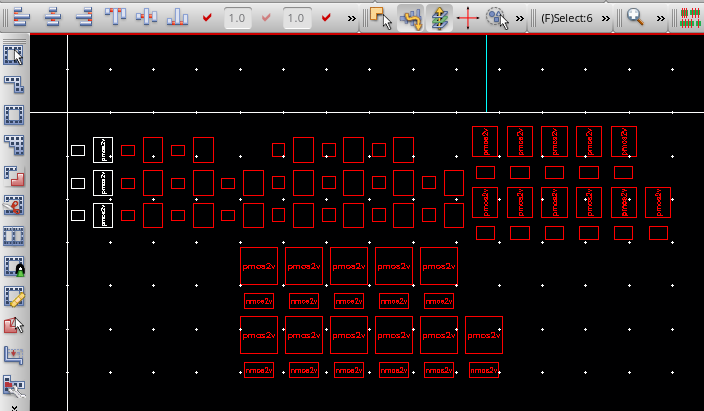 1.0 1.0 » » (F)Select:6 » »
pmos2v pmos2v pmos2v pmos2v pmos2v
pmos2v
pmos2v
pmos2v pmos2v pmos2v pmos2v pmos2v pmos2v
pmos2v
pmos2v pmos2v pmos2v pmos2v pmos2v
nmos2v nmos2v nmos2v nmos2v nmos2v
pmos2v pmos2v pmos2v pmos2v pmos2v pmos2v
nmos2v nmos2v nmos2v nmos2v nmos2v nmos2v